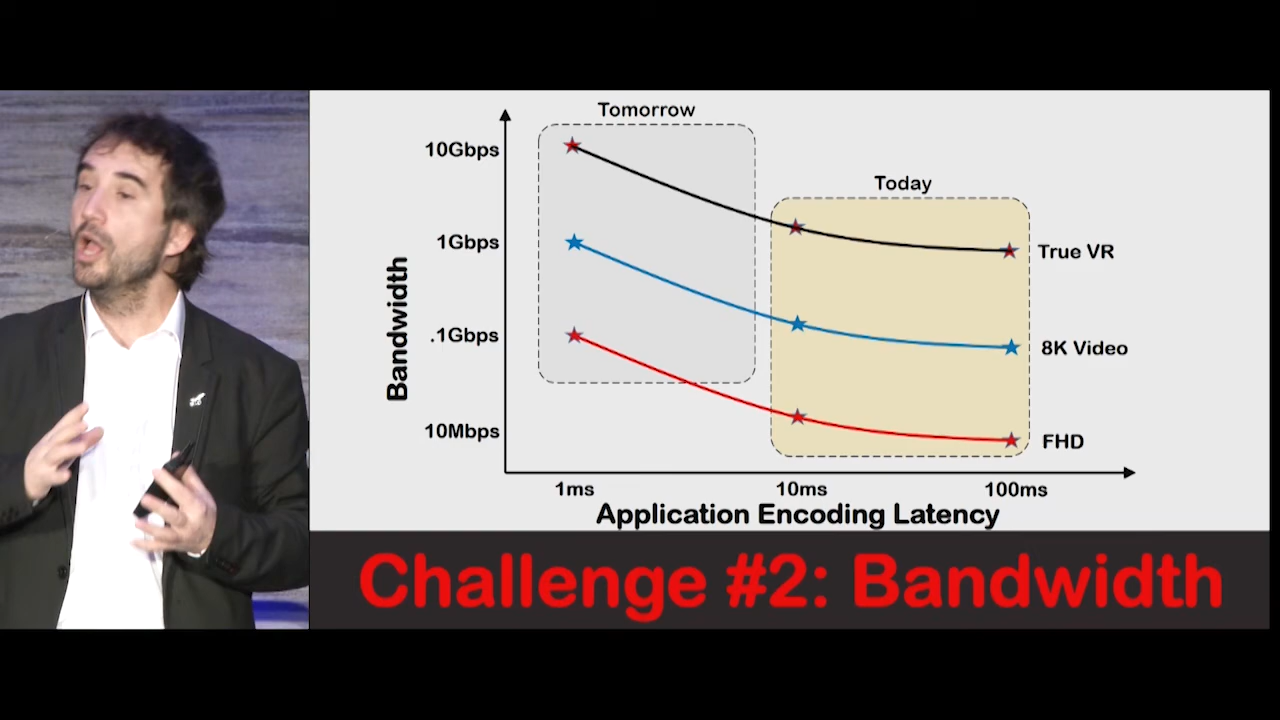 Tomorrow
10Gbps
Today
1Gbps
True VR
Bandwidth
.1Gbps
8K Video
10Mbps
FHD
1ms 10ms 100ms
Application Encoding Latency
Challenge #2: Bandwidth